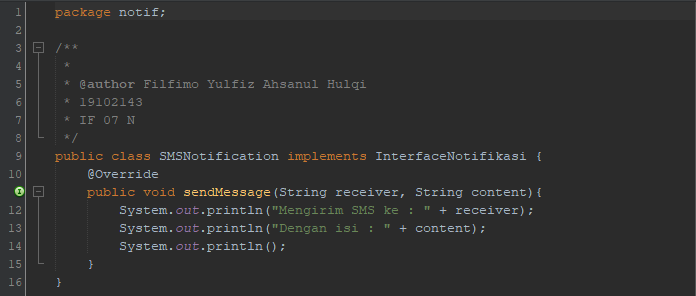 1 package notif;
2
3 /**
4 *
5 * @author Filfimo Yulfiz Ahsanul Hulqi
6 * 19102143
7 * IF 07 N
8 */
9 public class SMSNotification implements InterfaceNotifikasi {
10 @Override
public void sendMessage(String receiver, String content){
12 System.out.println("Mengirim SMS ke : " + receiver);
13 System.out.println("Dengan isi : " + content);
14 System.out.println();
15 }
16 }